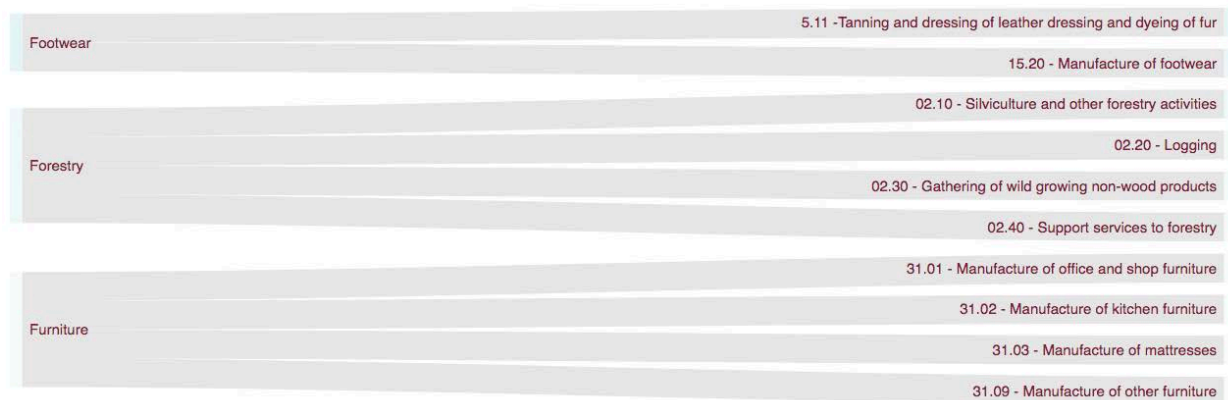 Footwear
5.11 -Tanning and dressing of leather dressing and dyeing of fur
15.20 - Manufacture of footwear
Forestry
02.10 - Silviculture and other forestry activities
02.20 - Logging
02.30 - Gathering of wild growing non-wood products
02.40 - Support services to forestry
Furniture
31.01 - Manufacture of office and shop furniture
31.02 - Manufacture of kitchen furniture
31.03 - Manufacture of mattresses
31.09 - Manufacture of other furniture